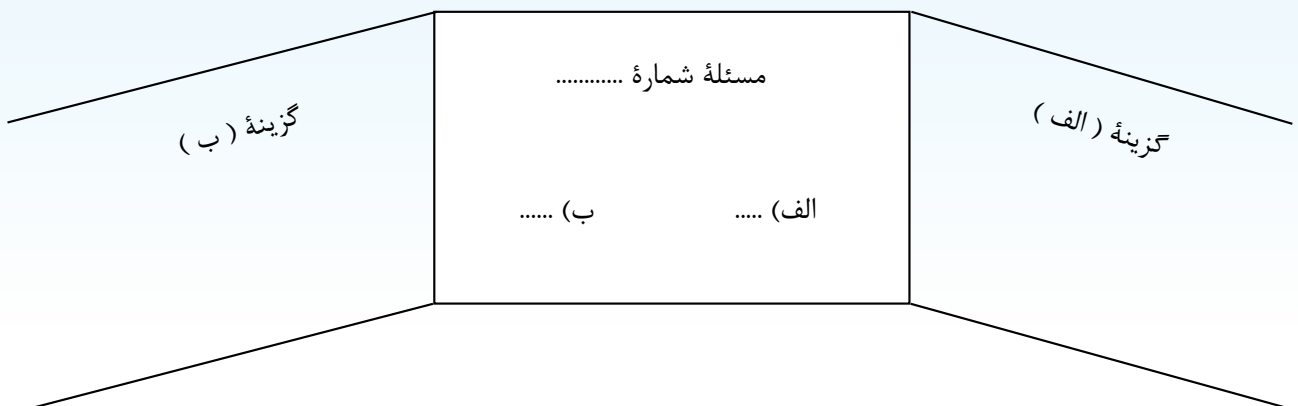 مسئلهٔ شمارهٔ ............
گزینهٔ ( الف )
گزینهٔ ( ب )
الف) .....
ب) ......